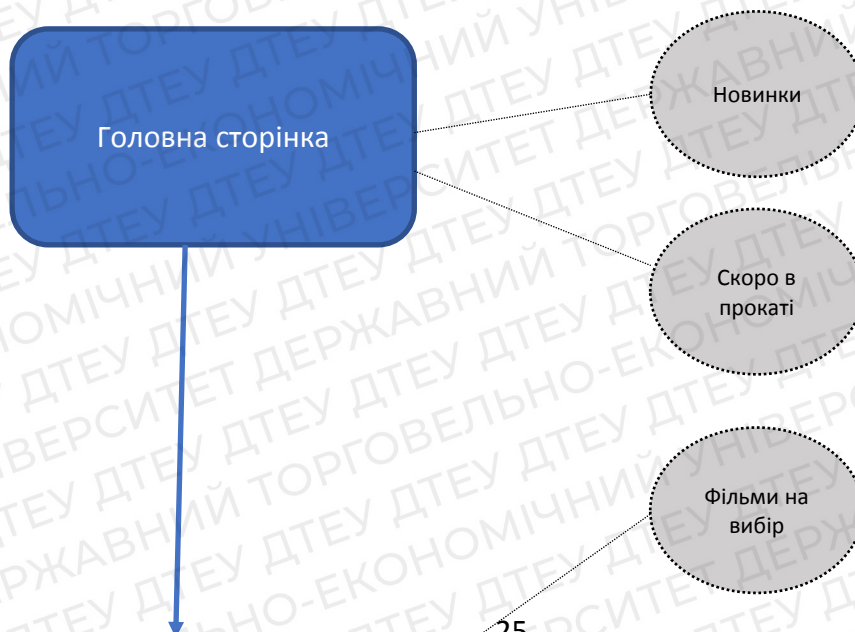 Головна сторінка
Новинки
Скоро в
прокаті
Фільми на
вибір
25